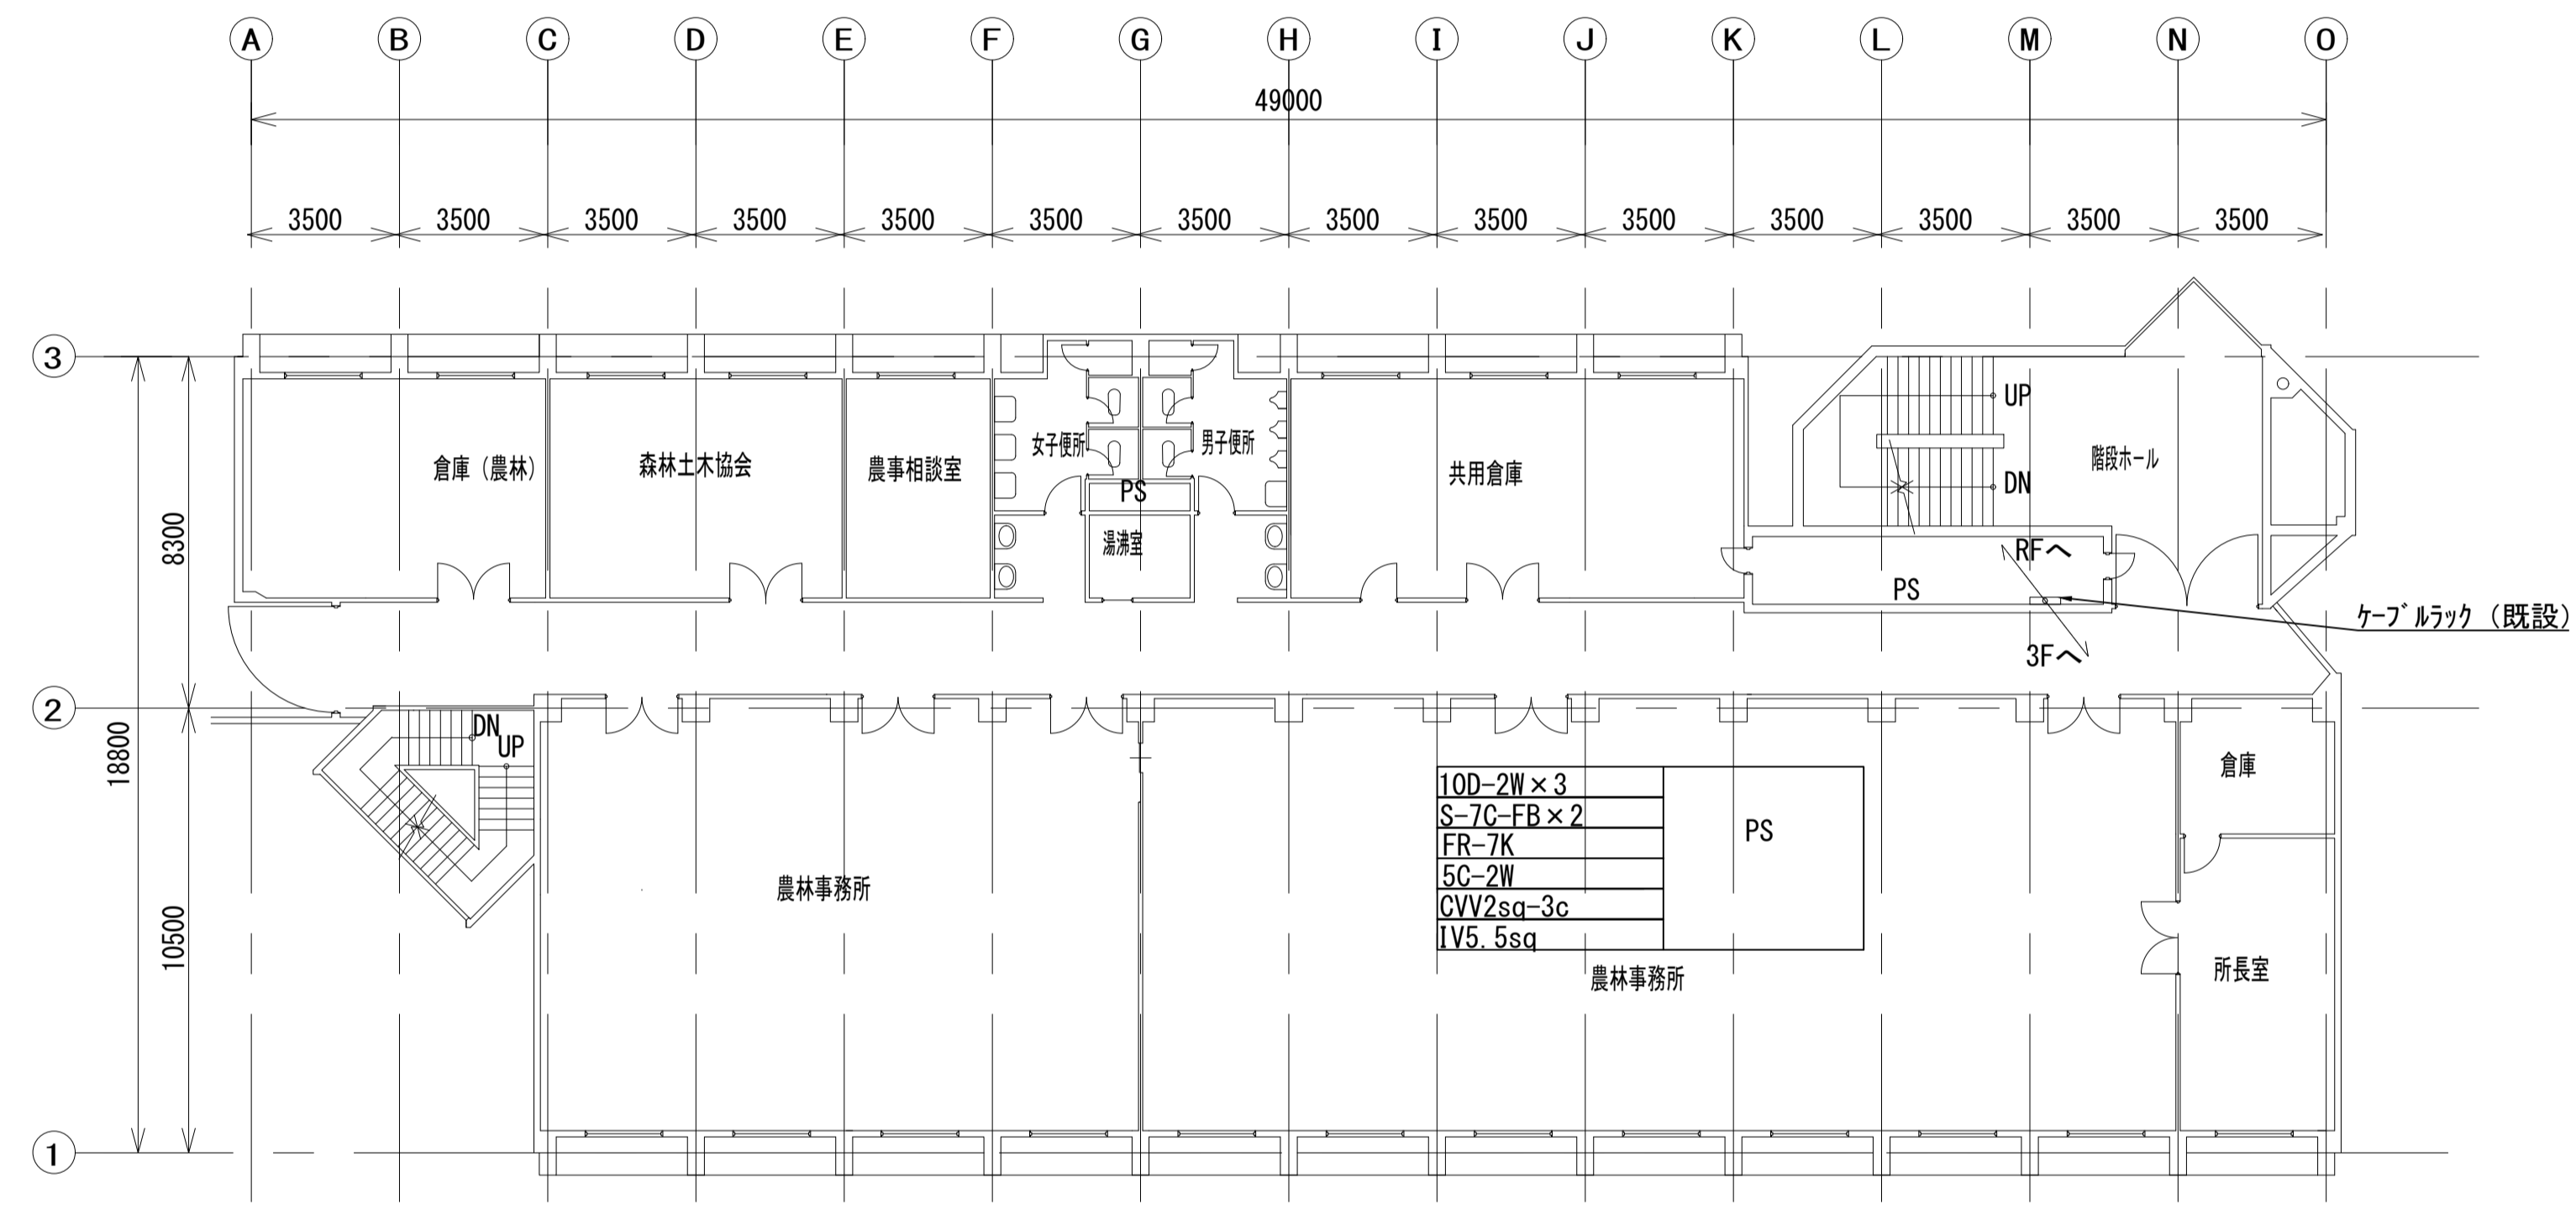 A B C D E F G H I J K L M N O
49000
3500 3500 3500 3500 3500 3500 3500 3500 3500 3500 3500 3500 3500 3500
3
UP
女子便所 男子便所
倉庫（農林） 森林土木協会 農事相談室 共用倉庫 階段ホール
PS
DN
8300
湯沸室
RFへ
PS
ケーブルラック（既設）
3Fへ
2
DN
UP
18800
倉庫
10D-2W×3
S-7C-FB×2
PS
FR-7K
5C-2W
農林事務所
CVV2sq-3c
IV5.5sq
10500
農林事務所
所長室
1